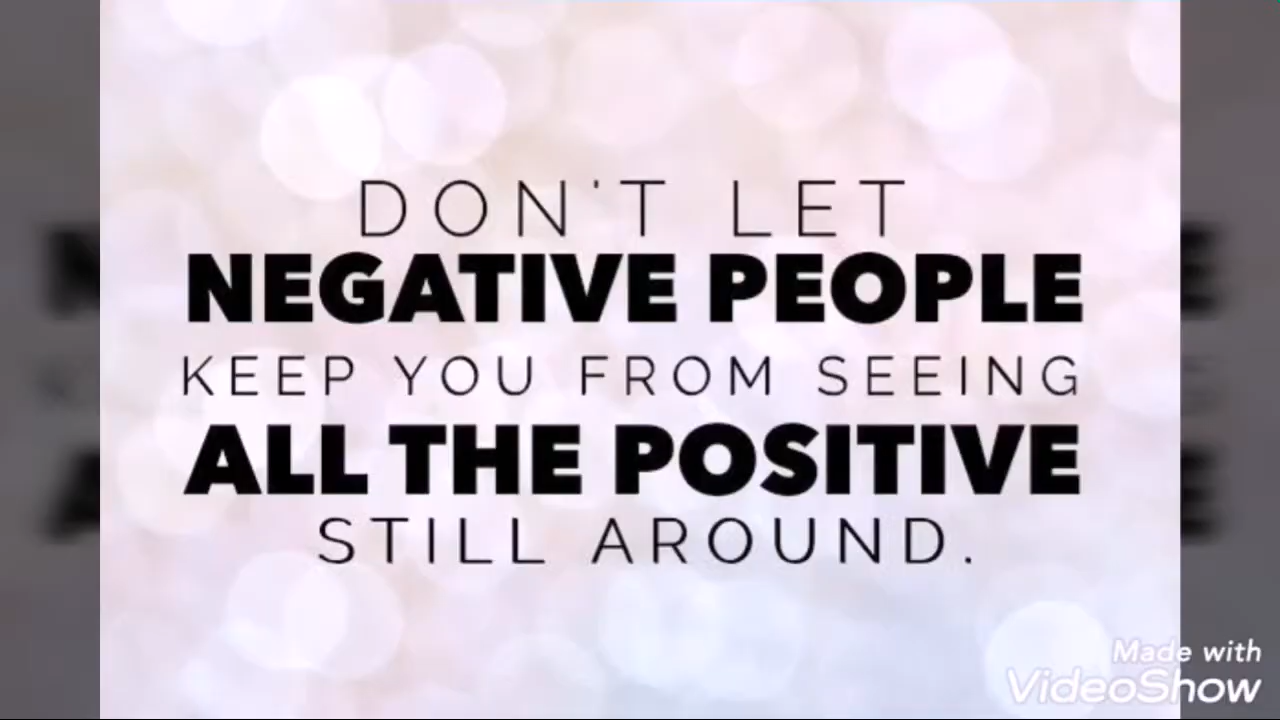 DON'T LET
NEGATIVE PEOPLE
KEEP YOU FROM SEEING
ALL THE POSITIVE
STILL AROUND.
Made with
VideoShow